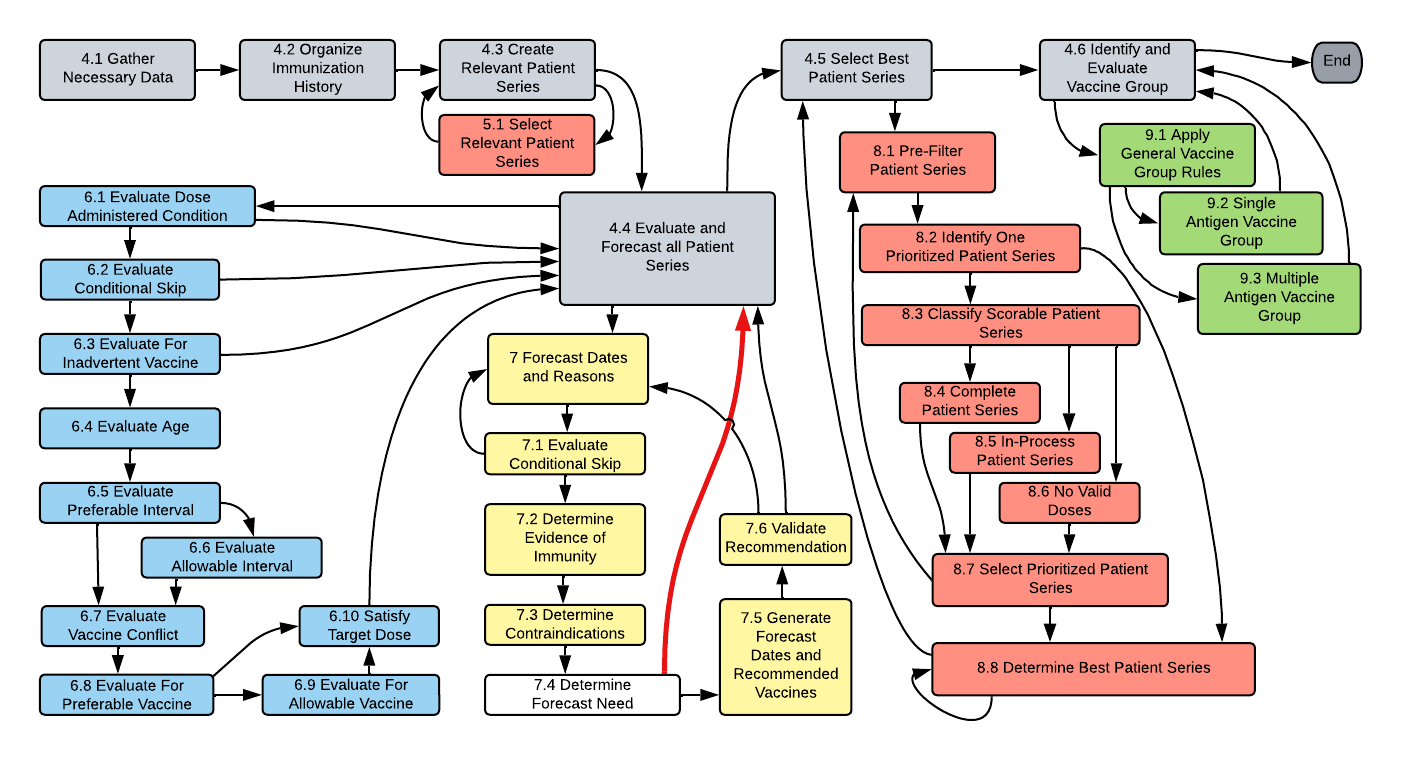 4.1 Gather
Necessary Data
4.2 Organize
Immunization
History
4.3 Create
Relevant Patient
Series
5.1 Select
Relevant Patient
Series
4.5 Select Best
Patient Series
4.6 Identify and
Evaluate
Vaccine Group
End
4.4 Evaluate and
Forecast all Patient
Series
6.1 Evaluate Dose
Administered Condition
6.2 Evaluate
Conditional Skip
6.3 Evaluate For
Inadvertent Vaccine
6.4 Evaluate Age
6.5 Evaluate
Preferable Interval
6.6 Evaluate
Allowable Interval
6.7 Evaluate
Vaccine Conflict
6.8 Evaluate For
Preferable Vaccine
6.9 Evaluate For
Allowable Vaccine
6.10 Satisfy
Target Dose
7 Forecast Dates
and Reasons
7.1 Evaluate
Conditional Skip
7.2 Determine
Evidence of
Immunity
7.3 Determine
Contraindications
7.4 Determine
Forecast Need
7.5 Generate
Forecast
Dates and
Recommended
Vaccines
7.6 Validate
Recommendation
8.1 Pre-Filter
Patient Series
8.2 Identify One
Prioritized Patient Series
8.3 Classify Scorable Patient
Series
8.4 Complete
Patient Series
8.5 In-Process
Patient Series
8.6 No Valid
Doses
8.7 Select Prioritized Patient
Series
8.8 Determine Best Patient Series
9.1 Apply
General Vaccine
Group Rules
9.2 Single
Antigen Vaccine
Group
9.3 Multiple
Antigen Vaccine
Group